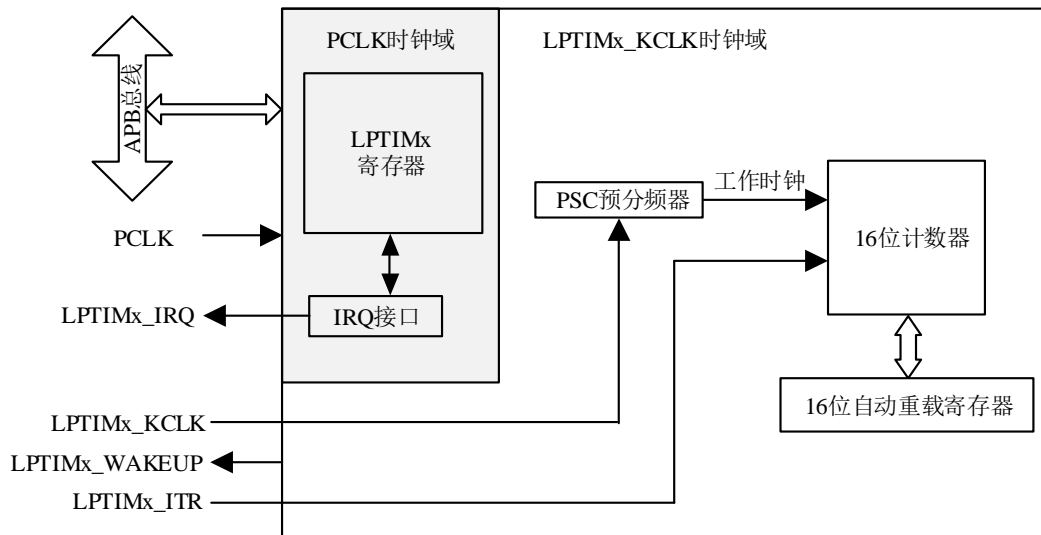 PCLK时钟域
LPTIMx_KCLK时钟域
APB总线
LPTIMx
寄存器
PSC预分频器
工作时钟
16位计数器
PCLK
LPTIMx_IRQ
IRQ接口
16位自动重载寄存器
LPTIMx_KCLK
LPTIMx_WAKEUP
LPTIMx_ITR